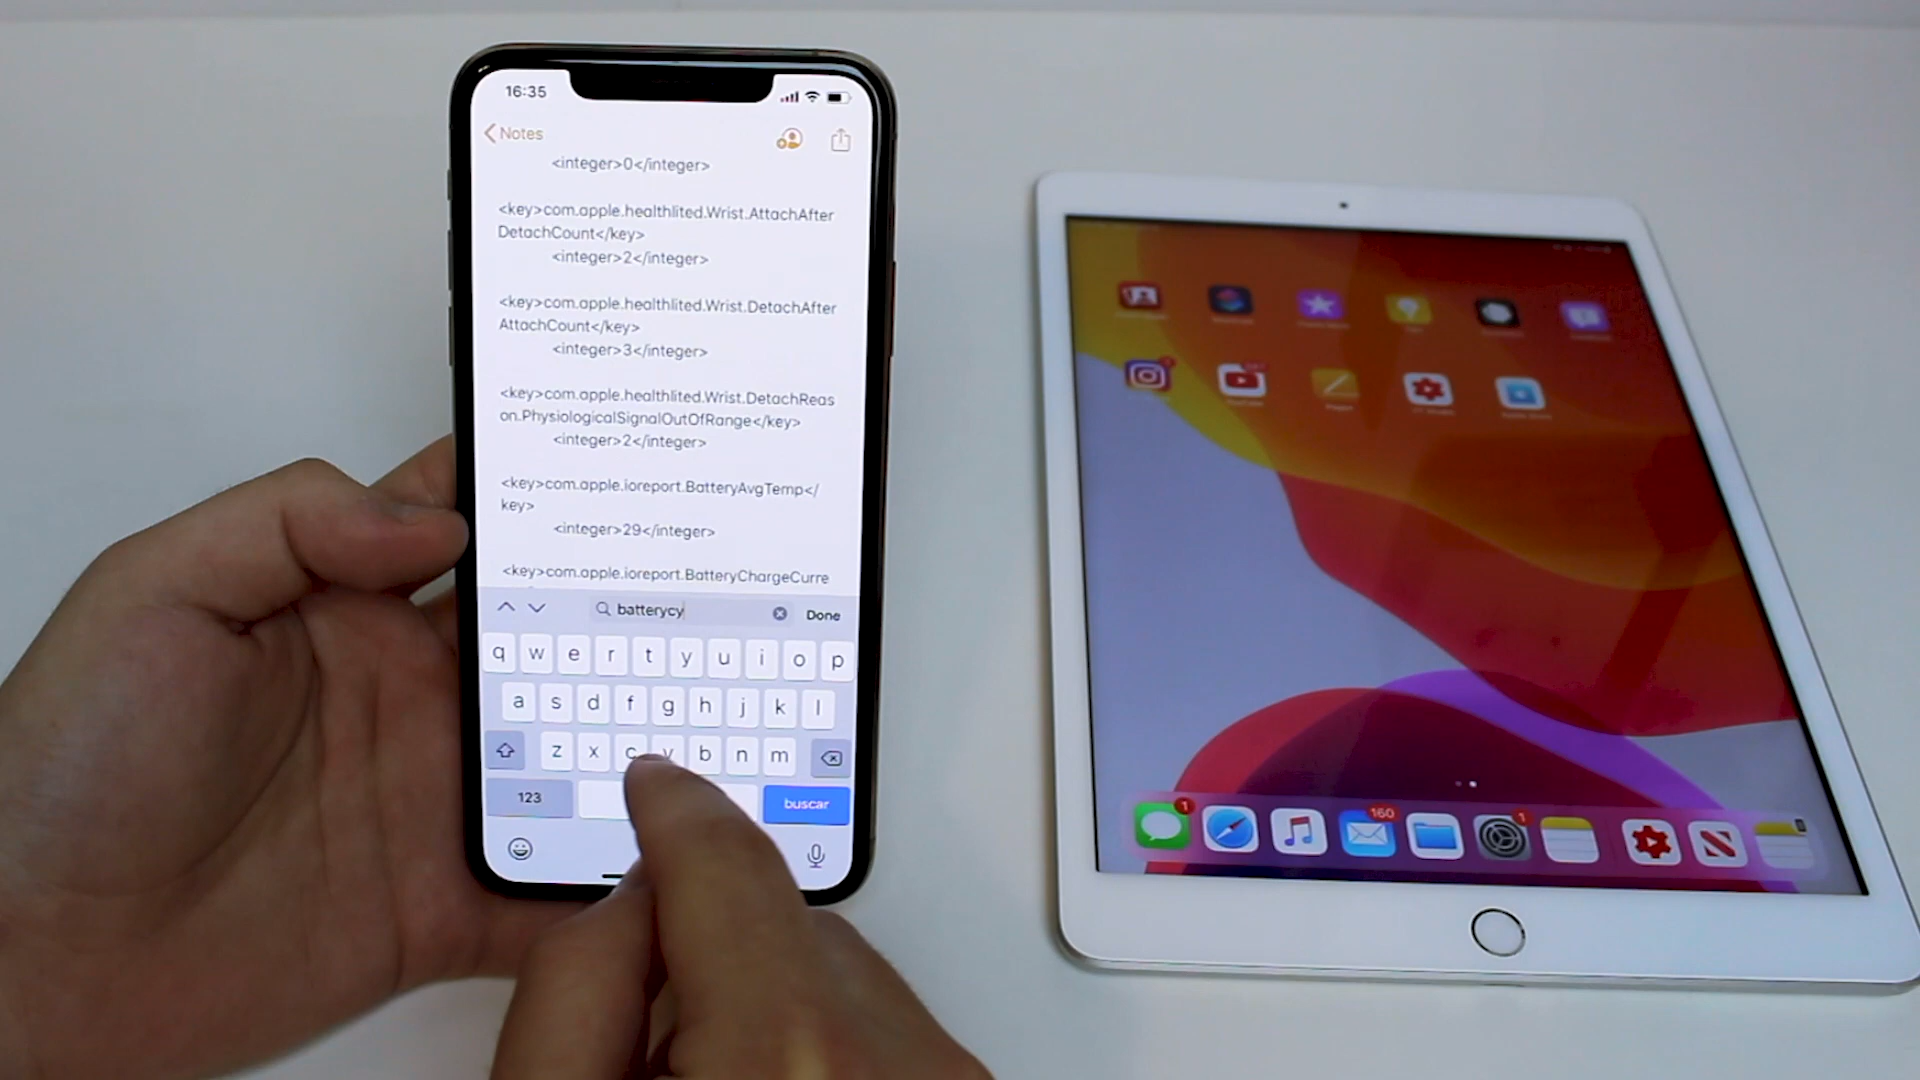 16:35
Notes
<integer>0</integer>
<key>com.apple.healthlited.Wrist.AttachAfter
DetachCount</key>
<integer>2</integer>
<key>com.apple.healthlited.Wrist.DetachAfter
AttachCount</key>
<integer>3</integer>
<key>com.apple.healthlited.Wrist.DetachReas
on.PhysiologicalSignalOutOfRange</key>
<integer>2</integer>
<key>com.apple.ioreport.BatteryAvgTemp</
key>
<integer>29</integer>
<key>com.apple.ioreport.BatteryChargeCurre
batterycy
Done
q w e r t y u i o p
a s d f g h j k l
z x c v b n m
123
buscar
1
160
1